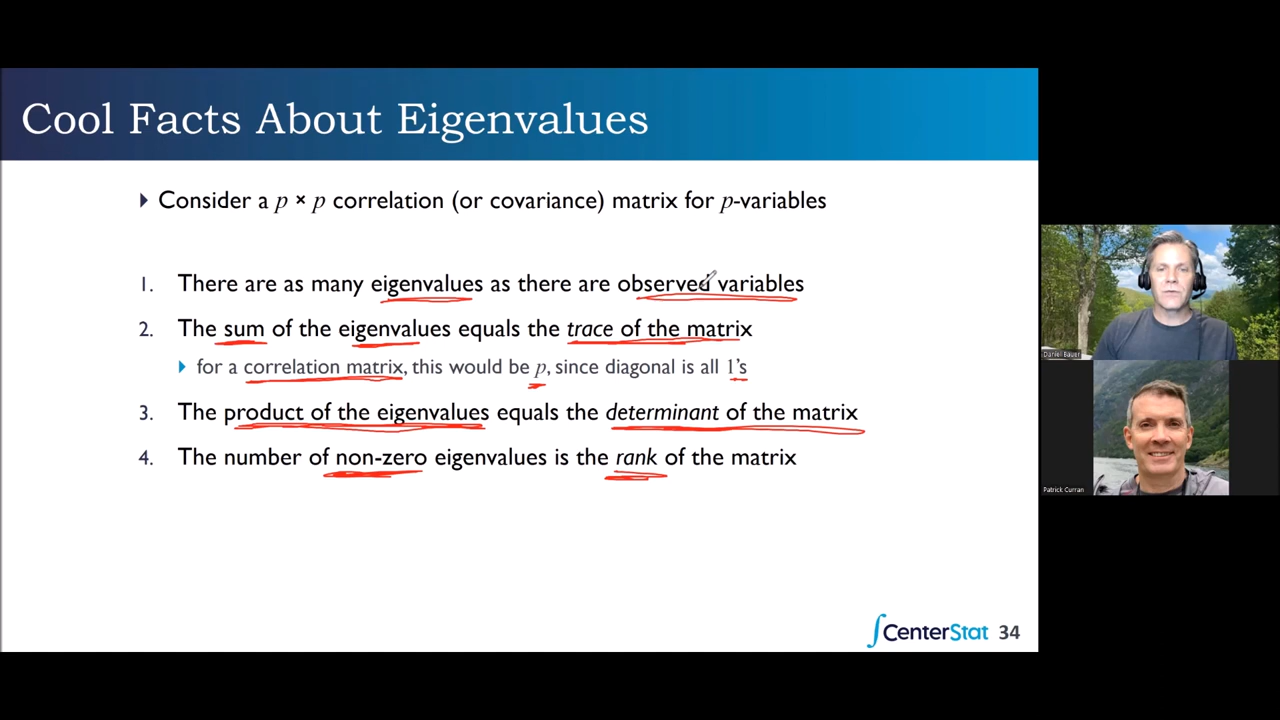 Cool Facts About Eigenvalues
Consider a p × p correlation (or covariance) matrix for p-variables
1. There are as many eigenvalues as there are observed variables
2. The sum of the eigenvalues equals the trace of the matrix
for a correlation matrix, this would be p, since diagonal is all 1's
3. The product of the eigenvalues equals the determinant of the matrix
4. The number of non-zero eigenvalues is the rank of the matrix
CenterStat 34
Daniel Bauer
Patrick Curran